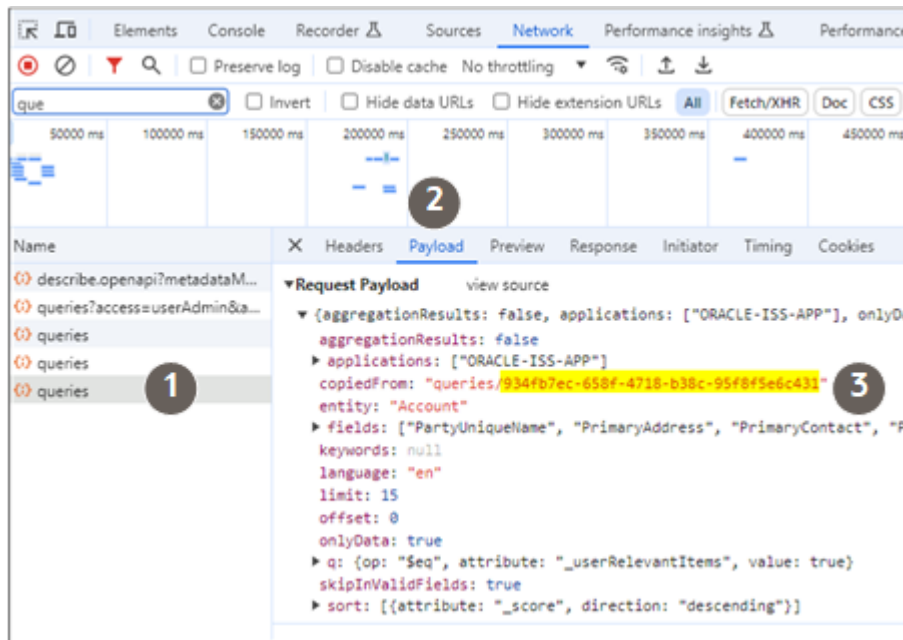 Elements Console Recorder Sources Network Performance insights Performance
Preserve log Disable cache No throttling
que Invert Hide data URLs Hide extension URLs All Fetch/XHR Doc CSS
50000 ms 100000 ms 150000 ms 200000 ms 250000 ms 300000 ms 350000 ms 400000 ms 450000 ms
2
Name Headers Payload Preview Response Initiator Timing Cookies
describe.openapi?metadataM...
queries?access=userAdmin&a...
queries
queries
queries
1
▼Request Payload view source
▼ {aggregationResults: false, applications: ["ORACLE-ISS-APP"], onlyDa
aggregationResults: false
▶ applications: ["ORACLE-ISS-APP"]
copiedFrom: "queries/934fb7ec-658f-4718-b38c-95f8f5e6c431"
3
entity: "Account"
▶ fields: ["PartyUniqueName", "PrimaryAddress", "PrimaryContact", "P
keywords: null
language: "en"
limit: 15
offset: 0
onlyData: true
▶ q: {op: "$eq", attribute: "_userRelevantItems", value: true}
skipInValidFields: true
▶ sort: [{attribute: "_score", direction: "descending"}]